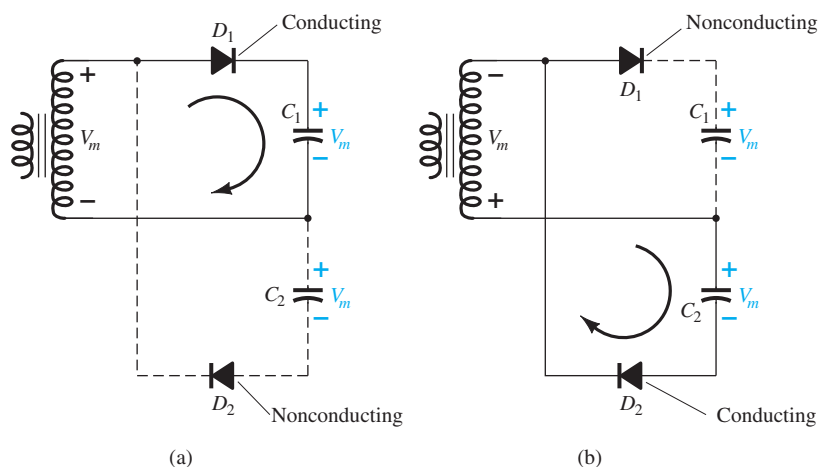 D1
Conducting
+
Vm
−
C1
+
Vm
−
C2
+
Vm
−
D2
Nonconducting
(a)
Nonconducting
D1
−
Vm
+
C1
+
Vm
−
C2
+
Vm
−
D2
Conducting
(b)